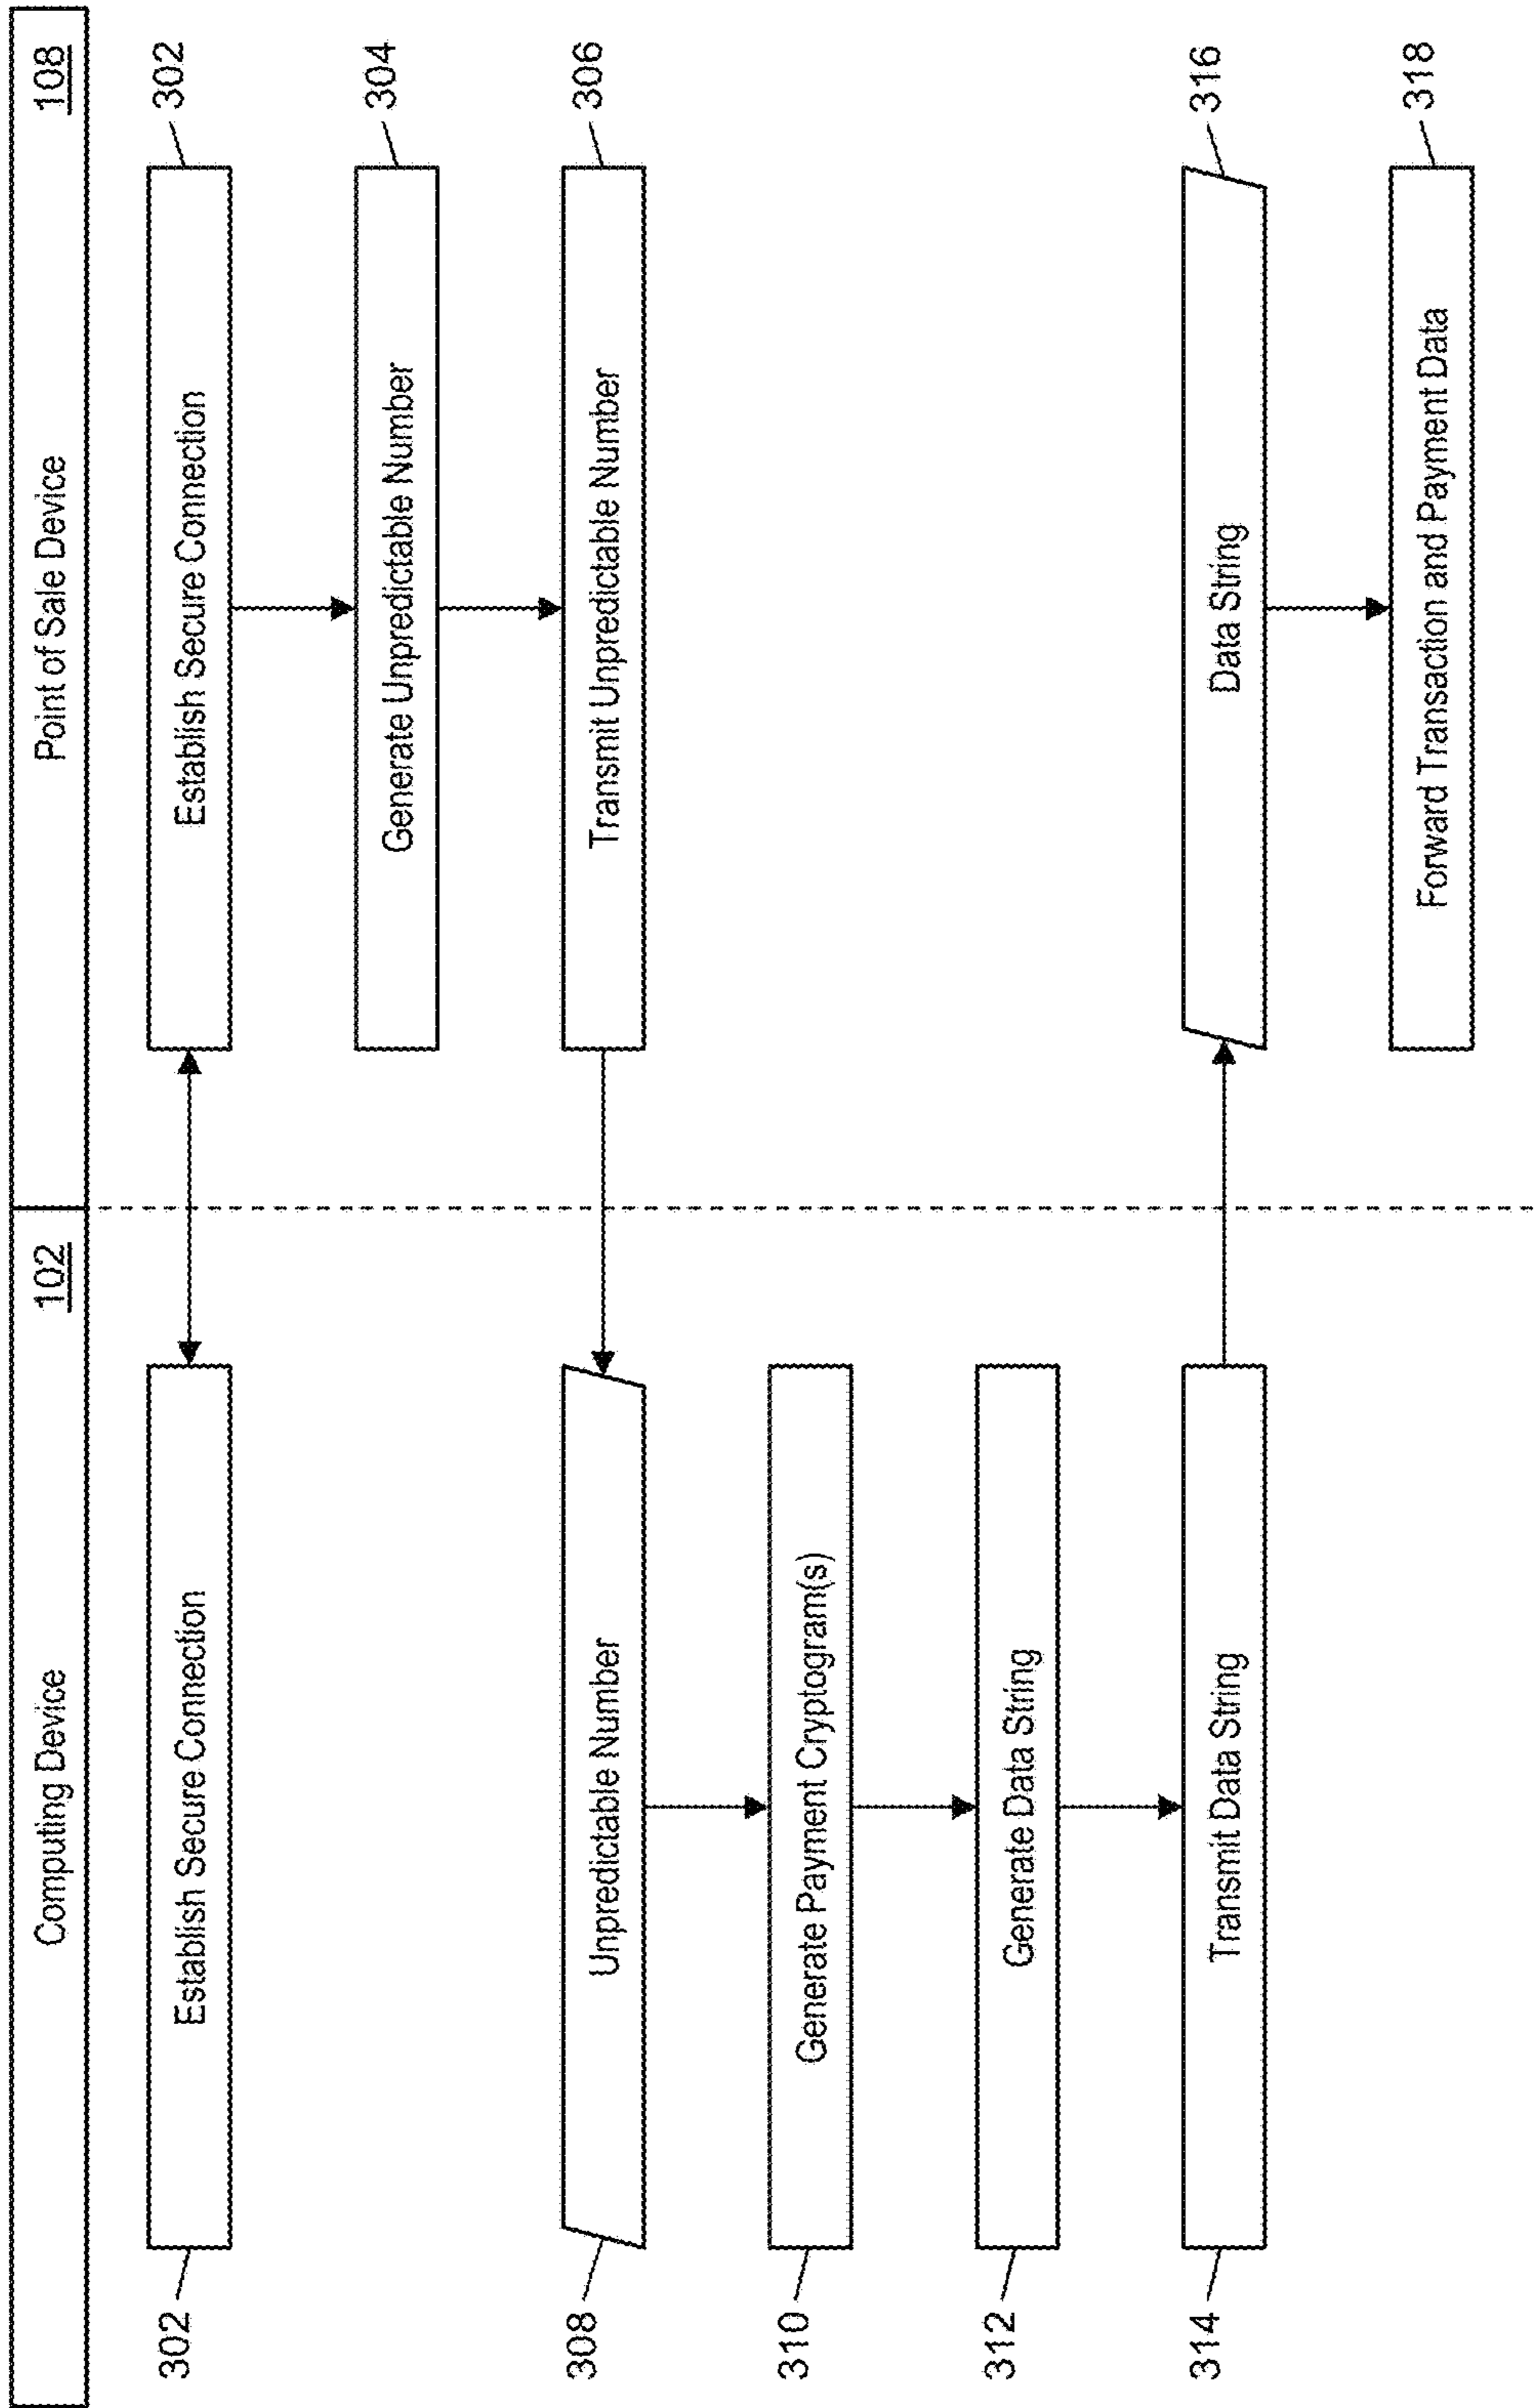 Computing Device 102
Point of Sale Device 108
302
Establish Secure Connection
Establish Secure Connection
302
Generate Unpredictable Number
304
308
Unpredictable Number
Transmit Unpredictable Number
306
310
Generate Payment Cryptogram(s)
312
Generate Data String
314
Transmit Data String
Data String
316
Forward Transaction and Payment Data
318